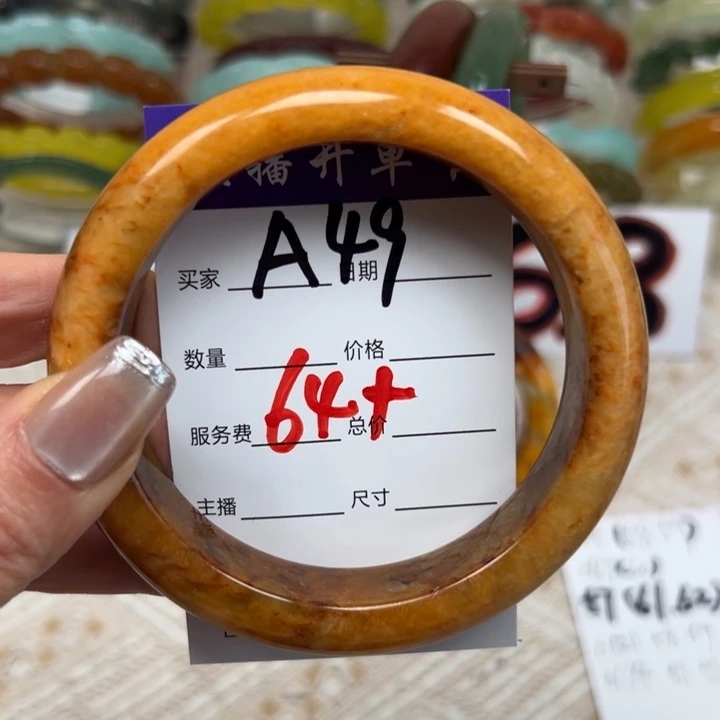 播开单
A49
买家 日期
数量 价格
64+
服务费 总价
主播 尺寸